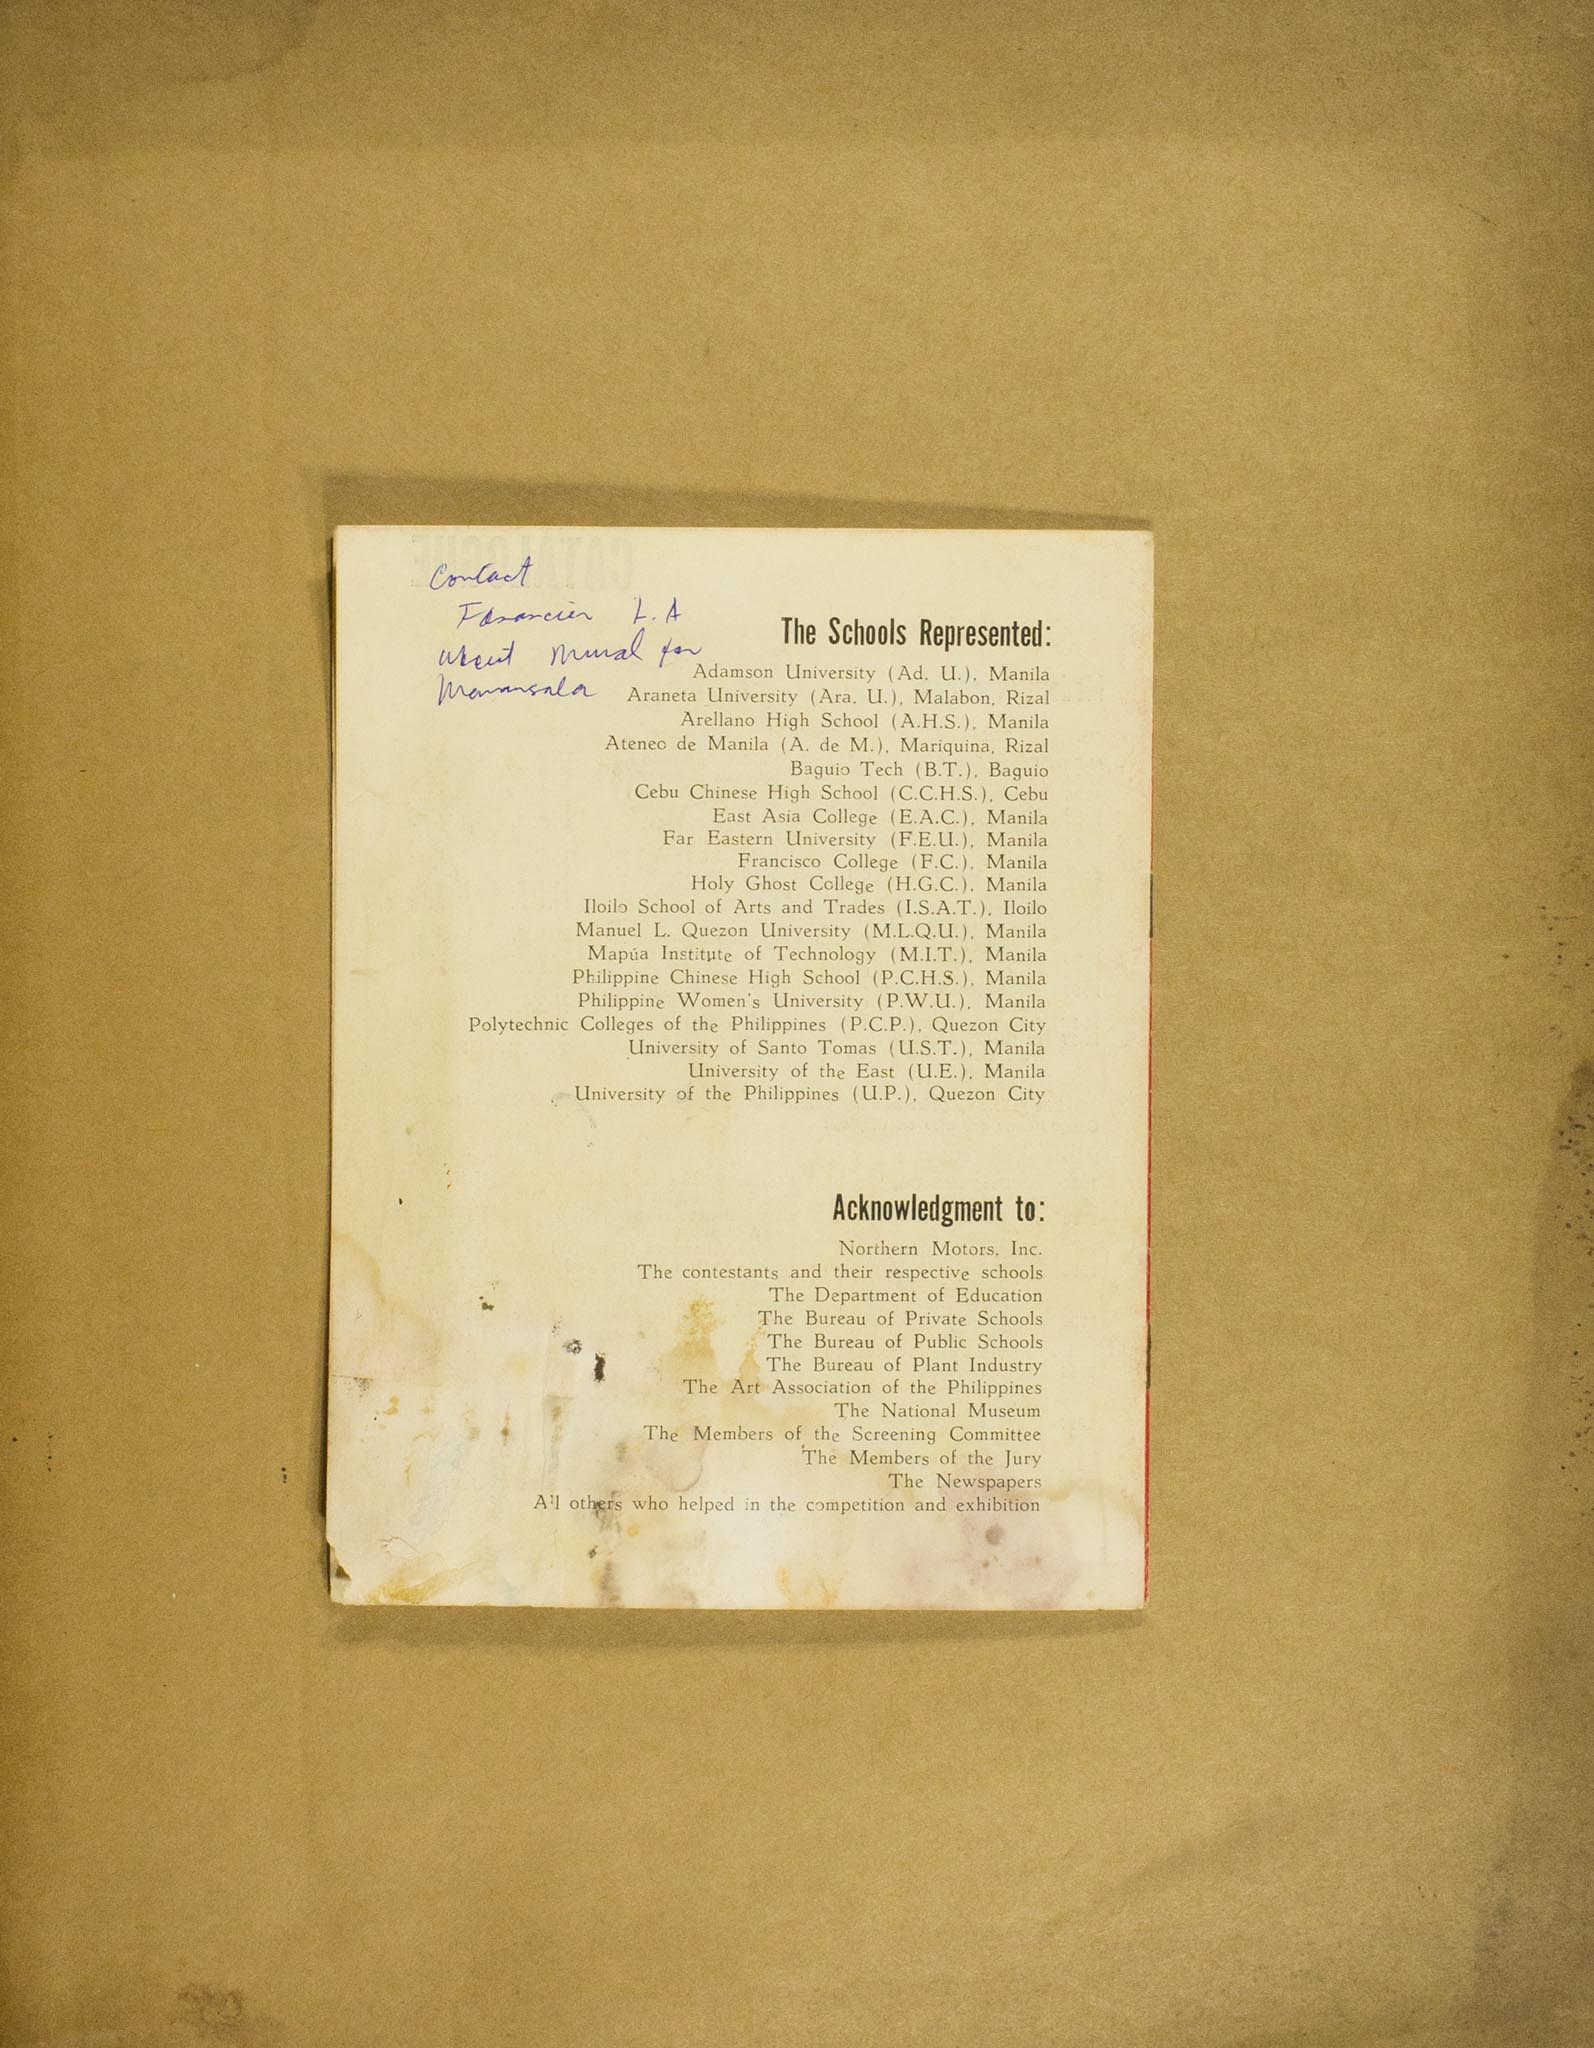 Contact
L.A
about Mural for
Manansala
The Schools Represented:
Adamson University (Ad. U.), Manila
Araneta University (Ara. U.), Malabon, Rizal
Arellano High School (A.H.S.), Manila
Ateneo de Manila (A. de M.), Mariquina, Rizal
Baguio Tech (B.T.), Baguio
Cebu Chinese High School (C.C.H.S.), Cebu
East Asia College (E.A.C.), Manila
Far Eastern University (F.E.U.), Manila
Francisco College (F.C.), Manila
Holy Ghost College (H.G.C.), Manila
Iloilo School of Arts and Trades (I.S.A.T.), Iloilo
Manuel L. Quezon University (M.L.Q.U.), Manila
Mapúa Institute of Technology (M.I.T.), Manila
Philippine Chinese High School (P.C.H.S.), Manila
Philippine Women's University (P.W.U.), Manila
Polytechnic Colleges of the Philippines (P.C.P.), Quezon City
University of Santo Tomas (U.S.T.), Manila
University of the East (U.E.), Manila
University of the Philippines (U.P.), Quezon City
Acknowledgment to:
Northern Motors, Inc.
The contestants and their respective schools
The Department of Education
The Bureau of Private Schools
The Bureau of Public Schools
The Bureau of Plant Industry
The Art Association of the Philippines
The National Museum
The Members of the Screening Committee
The Members of the Jury
The Newspapers
All others who helped in the competition and exhibition